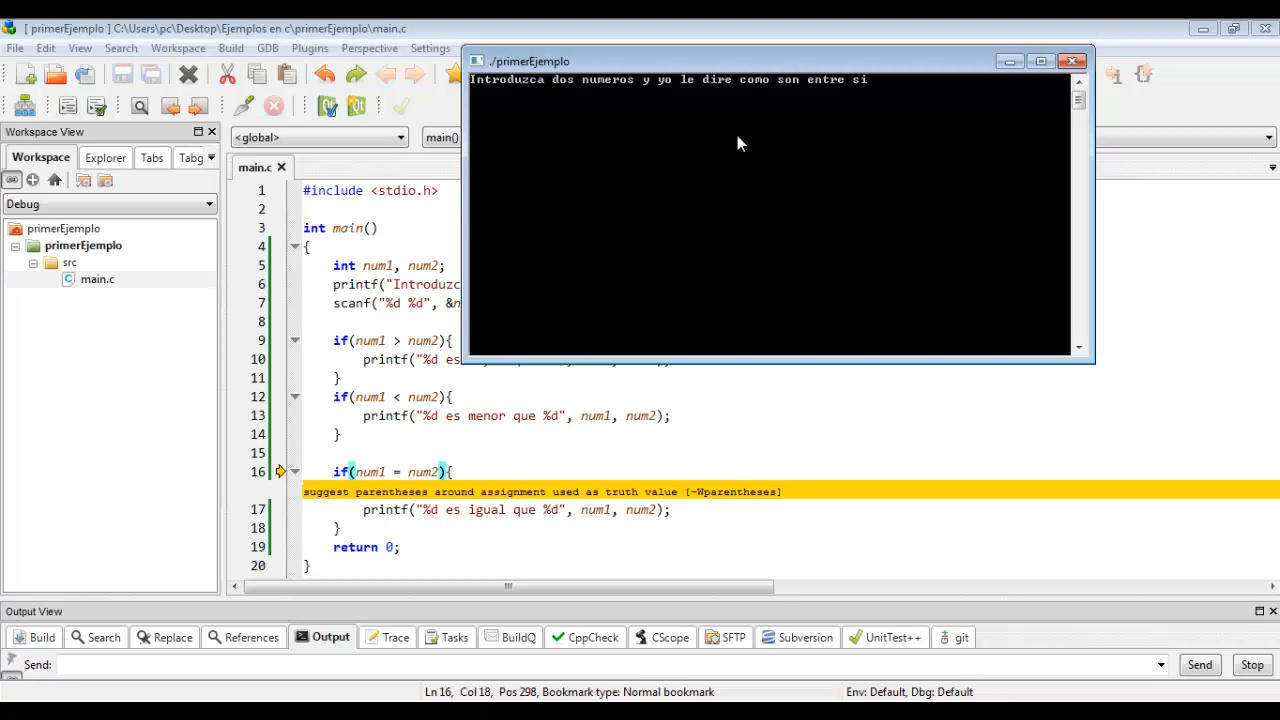 [ primerEjemplo ] C:\Users\pc\Desktop\Ejemplos en c\primerEjemplo\main.c
File Edit View Search Workspace Build GDB Plugins Perspective Settings
./primerEjemplo
Introduzca dos numeros y yo le dire como son entre si
Workspace View
<global>
main()
Workspace Explorer Tabs Tabg
main.c
Debug
primerEjemplo
primerEjemplo
src
main.c
1 #include <stdio.h>
2
3 int main()
4 {
5 int num1, num2;
6 printf("Introduzc
7 scanf("%d %d", &n
8
9 if(num1 > num2){
10 printf("%d es
11 }
12 if(num1 < num2){
13 printf("%d es menor que %d", num1, num2);
14 }
15
16 if(num1 = num2){
suggest parentheses around assignment used as truth value [-Wparentheses]
17 printf("%d es igual que %d", num1, num2);
18 }
19 return 0;
20 }
Output View
Build Search Replace References Output Trace Tasks BuildQ CppCheck CScope SFTP Subversion UnitTest++ git
Send: Send Stop
Ln 16, Col 18, Pos 298, Bookmark type: Normal bookmark Env: Default, Dbg: Default